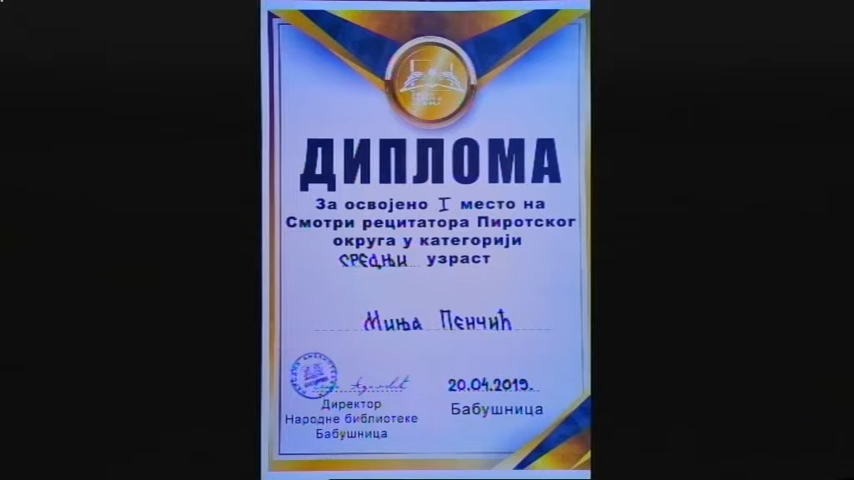 ДИПЛОМА
За освојено I место на
Смотри рецитатора Пиротског
округа у категорији
средњи узраст
Миња Пенчић
20.04.2019.
Директор
Народне библиотеке
Бабушница
Бабушница